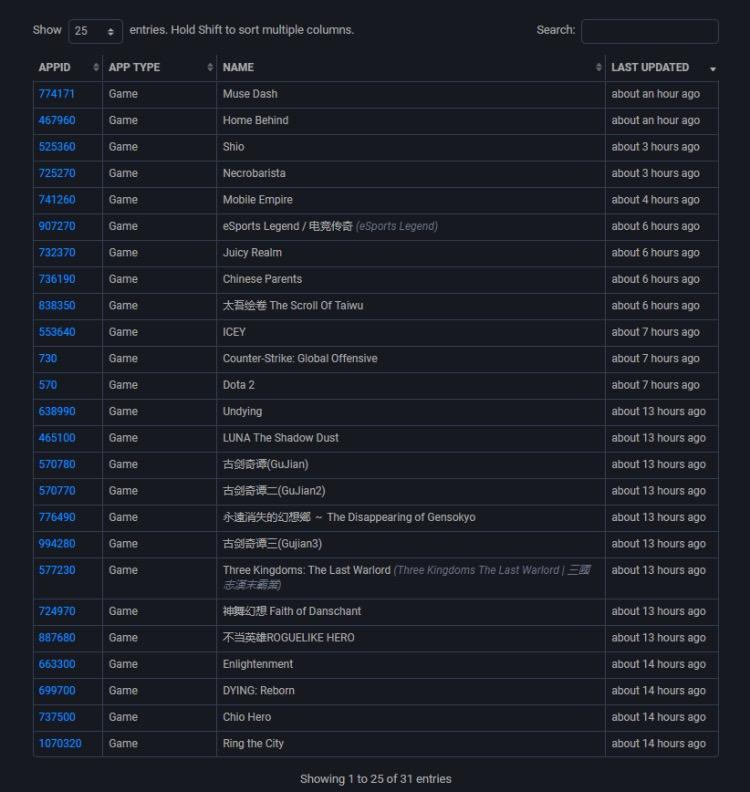 Show 25 entries. Hold Shift to sort multiple columns. Search:
APPID APP TYPE NAME LAST UPDATED
774171 Game Muse Dash about an hour ago
467960 Game Home Behind about an hour ago
525360 Game Shio about 3 hours ago
725270 Game Necrobarista about 3 hours ago
741260 Game Mobile Empire about 4 hours ago
907270 Game eSports Legend / 电竞传奇 (eSports Legend) about 6 hours ago
732370 Game Juicy Realm about 6 hours ago
736190 Game Chinese Parents about 6 hours ago
838350 Game 太吾绘卷 The Scroll Of Taiwu about 6 hours ago
553640 Game ICEY about 7 hours ago
730 Game Counter-Strike: Global Offensive about 7 hours ago
570 Game Dota 2 about 7 hours ago
638990 Game Undying about 13 hours ago
465100 Game LUNA The Shadow Dust about 13 hours ago
570780 Game 古剑奇谭(GuJian) about 13 hours ago
570770 Game 古剑奇谭二(GuJian2) about 13 hours ago
776490 Game 永遠消失的幻想鄉 ～ The Disappearing of Gensokyo about 13 hours ago
994280 Game 古剑奇谭三(Gujian3) about 13 hours ago
577230 Game Three Kingdoms: The Last Warlord (Three Kingdoms The Last Warlord | 三國 about 13 hours ago
志漢末霸業)
724970 Game 神舞幻想 Faith of Danschant about 13 hours ago
887680 Game 不当英雄ROGUELIKE HERO about 13 hours ago
663300 Game Enlightenment about 14 hours ago
699700 Game DYING: Reborn about 14 hours ago
737500 Game Chio Hero about 14 hours ago
1070320 Game Ring the City about 14 hours ago
Showing 1 to 25 of 31 entries